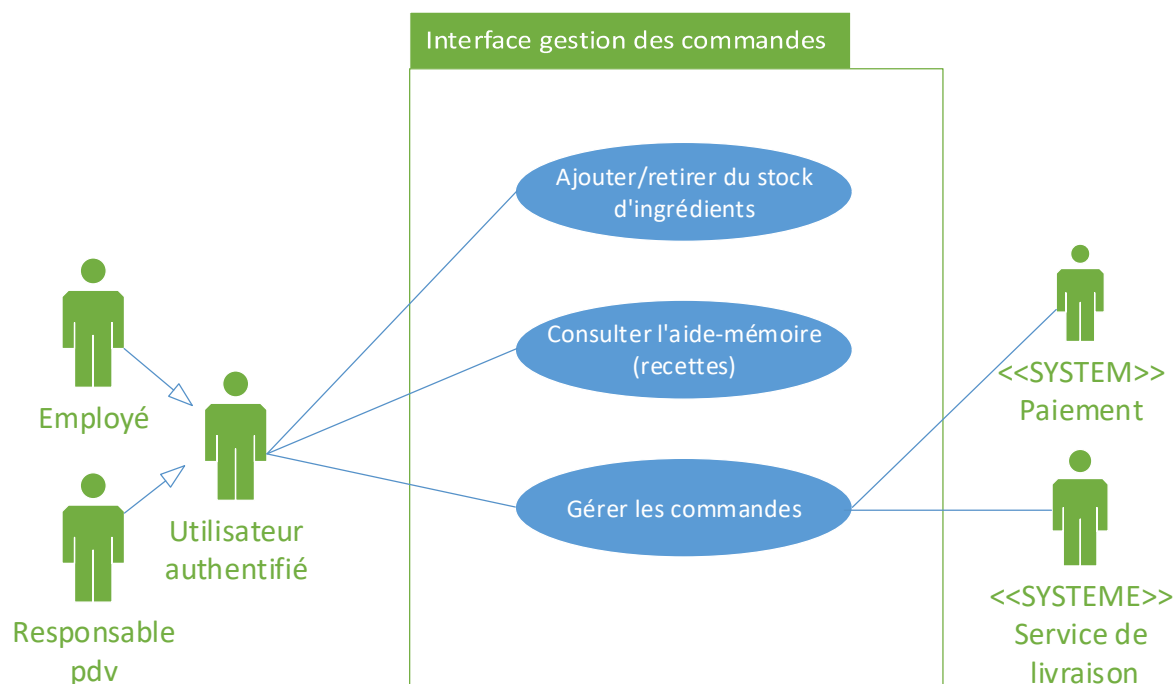 Interface gestion des commandes
Ajouter/retirer du stock
d'ingrédients
Consulter l'aide-mémoire
(recettes)
Gérer les commandes
Employé
Utilisateur
authentifié
Responsable
pdv
<<SYSTEM>>
Paiement
<<SYSTEME>>
Service de
livraison